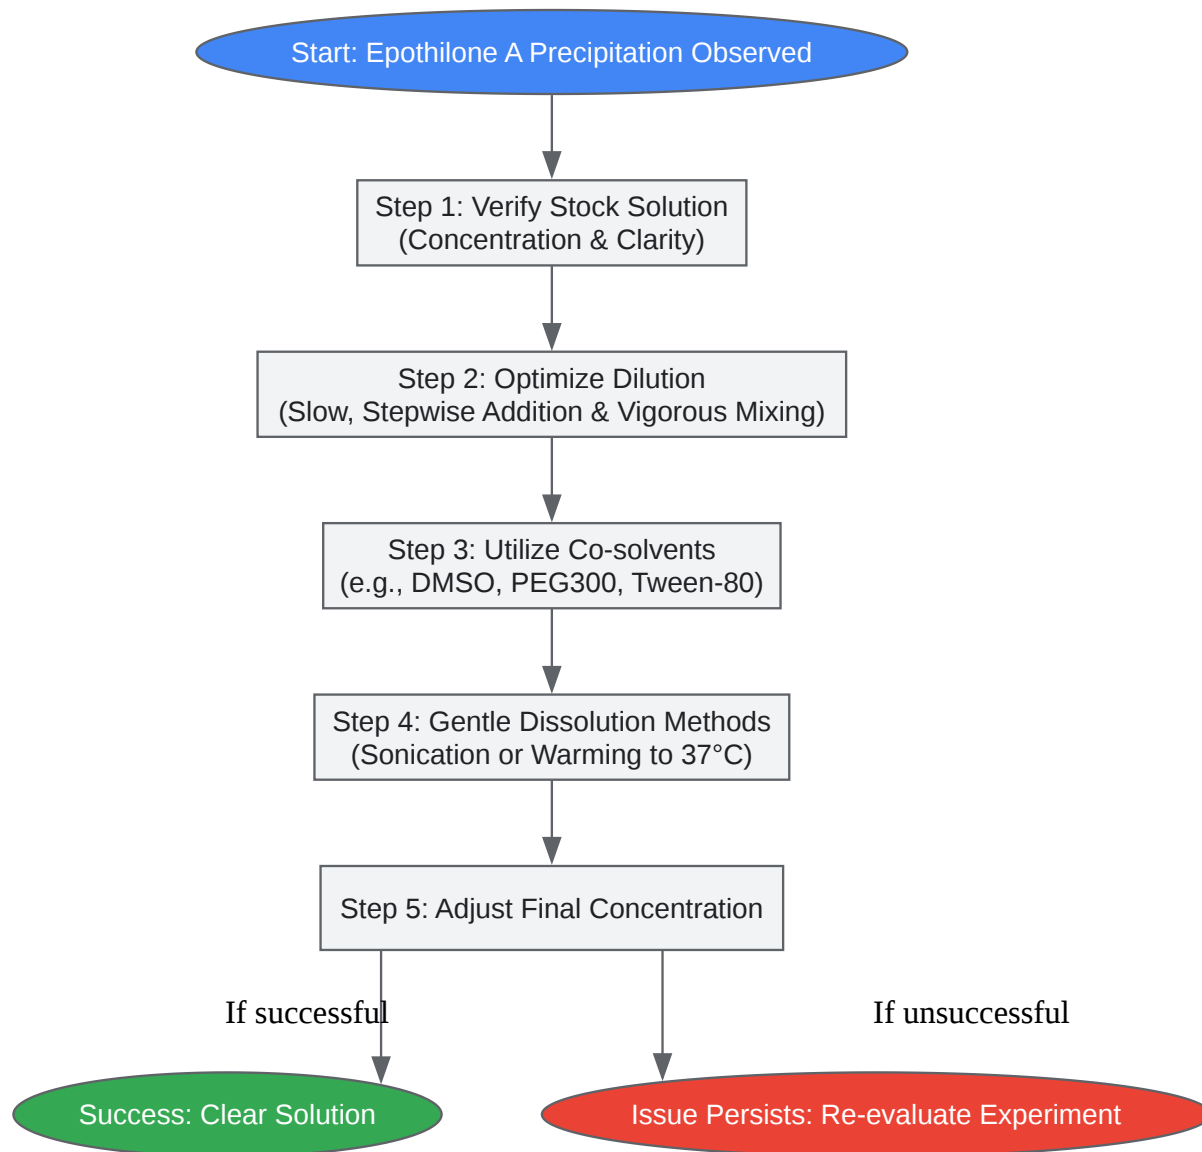 Start: Epothilone A Precipitation Observed
Step 1: Verify Stock Solution
(Concentration & Clarity)
Step 2: Optimize Dilution
(Slow, Stepwise Addition & Vigorous Mixing)
Step 3: Utilize Co-solvents
(e.g., DMSO, PEG300, Tween-80)
Step 4: Gentle Dissolution Methods
(Sonication or Warming to 37°C)
Step 5: Adjust Final Concentration
If successful
If unsuccessful
Success: Clear Solution
Issue Persists: Re-evaluate Experiment